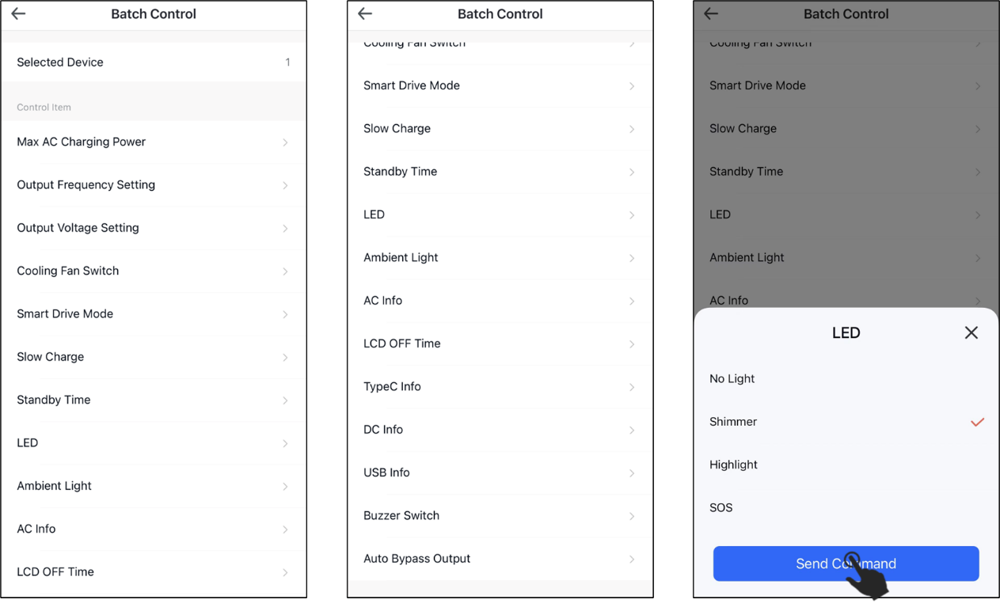 Batch Control
Selected Device 1
Control Item
Max AC Charging Power
Output Frequency Setting
Output Voltage Setting
Cooling Fan Switch
Smart Drive Mode
Slow Charge
Standby Time
LED
Ambient Light
AC Info
LCD OFF Time
Batch Control
Cooling Fan Switch
Smart Drive Mode
Slow Charge
Standby Time
LED
Ambient Light
AC Info
LCD OFF Time
TypeC Info
DC Info
USB Info
Buzzer Switch
Auto Bypass Output
Batch Control
Cooling Fan Switch
Smart Drive Mode
Slow Charge
Standby Time
LED
Ambient Light
AC Info
LED
No Light
Shimmer
Highlight
SOS
Send Command